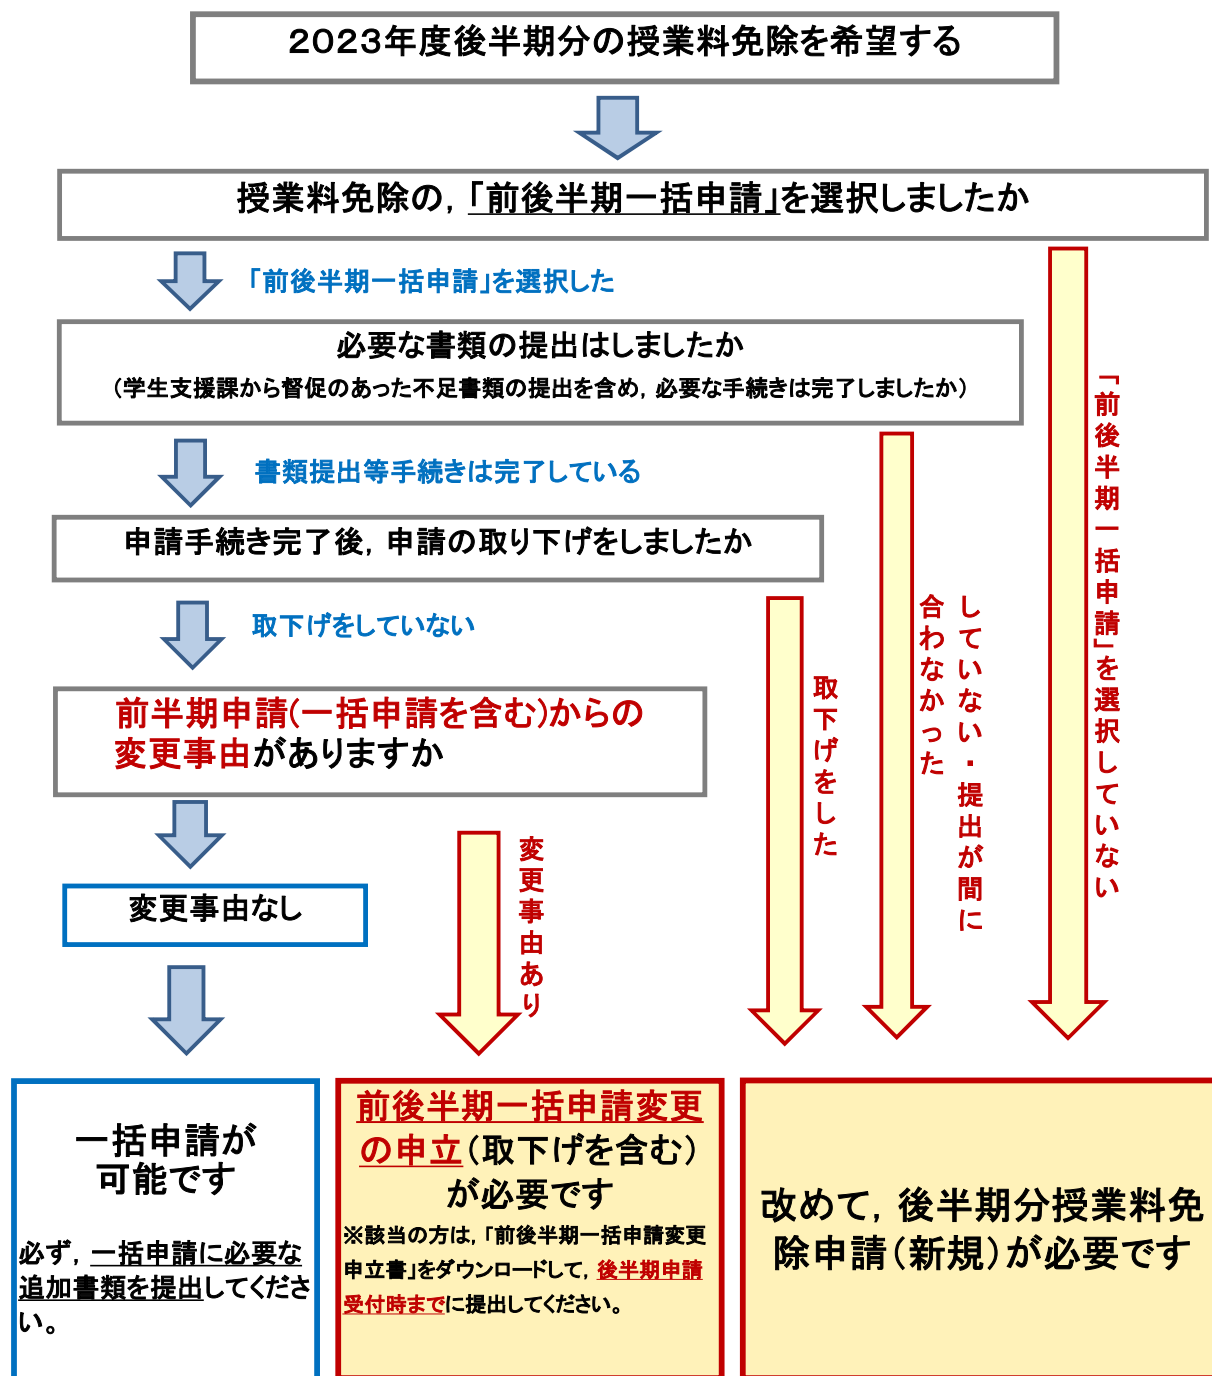 2023年度後半期分の授業料免除を希望する
授業料免除の，「前後半期一括申請」を選択しましたか
「前後半期一括申請」を選択した
必要な書類の提出はしましたか
（学生支援課から督促のあった不足書類の提出を含め，必要な手続きは完了しましたか）
書類提出等手続きは完了している
申請手続き完了後，申請の取り下げをしましたか
取下げをしていない
前半期申請(一括申請を含む)からの
変更事由がありますか
変更事由なし
変更事由あり
取下げをした
していない・提出が間に
合わなかった
「前後半期一括申請」を選択していない
一括申請が
可能です
必ず，一括申請に必要な
追加書類を提出してくださ
い。
前後半期一括申請変更
の申立（取下げを含む）
が必要です
※該当の方は，「前後半期一括申請変更
申立書」をダウンロードして，後半期申請
受付時までに提出してください。
改めて，後半期分授業料免
除申請（新規）が必要です